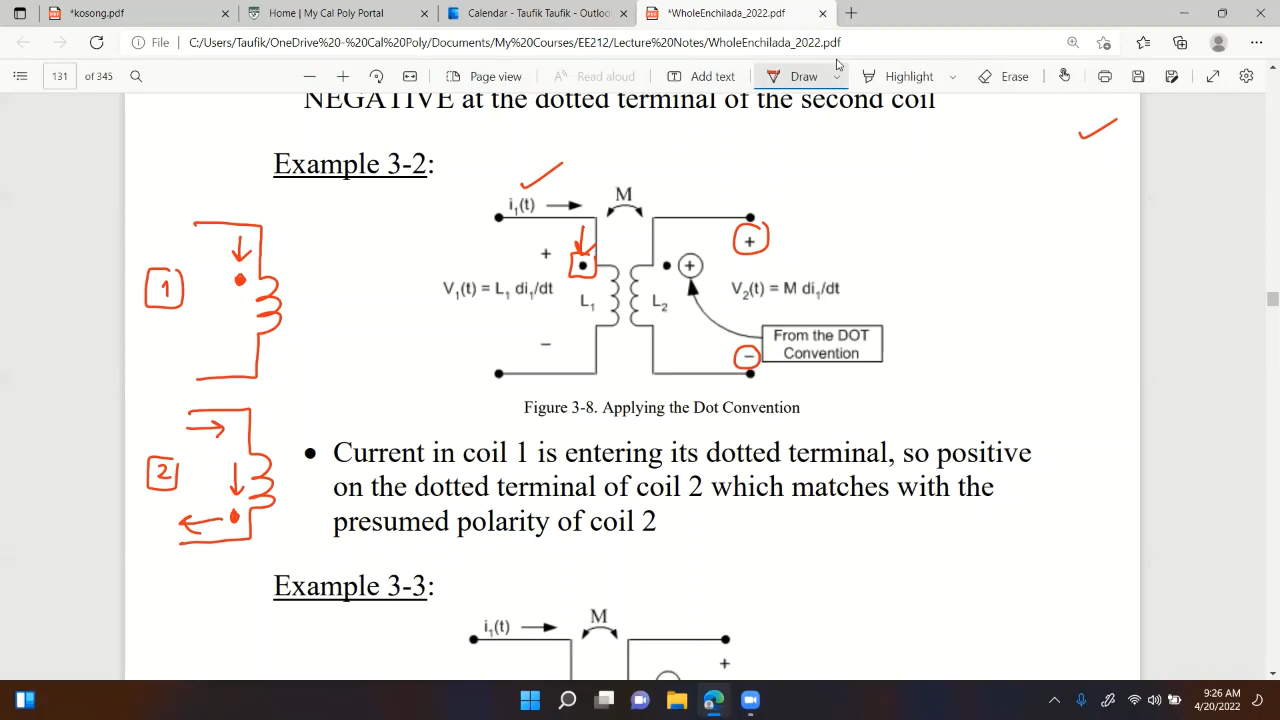 *kosong.pdf
Home | My Cal Poly Portal
Calendar - Taufik Taufik - Outloo
*WholeEnchilada_2022.pdf
File
C:/Users/Taufik/OneDrive%20-%20Cal%20Poly/Documents/My%20Courses/EE212/Lecture%20Notes/WholeEnchilada_2022.pdf
131 of 345
Page view
Read aloud
Add text
Draw
Highlight
Erase
NEGATIVE at the dotted terminal of the second coil
Example 3-2:
i1(t)
M
+
+
+
V1(t) = L1 di1/dt
L1
L2
V2(t) = M di1/dt
From the DOT
Convention
−
−
1
Figure 3-8. Applying the Dot Convention
2
• Current in coil 1 is entering its dotted terminal, so positive
on the dotted terminal of coil 2 which matches with the
presumed polarity of coil 2
Example 3-3:
i1(t)
M
+
9:26 AM
4/20/2022